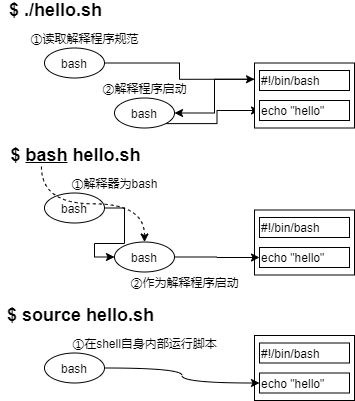 $ ./hello.sh
①读取解释程序规范
bash
#!/bin/bash
②解释程序启动
bash
echo "hello"
$ bash hello.sh
①解释器为bash
bash
#!/bin/bash
bash
echo "hello"
②作为解释程序启动
$ source hello.sh
①在shell自身内部运行脚本
#!/bin/bash
bash
echo "hello"